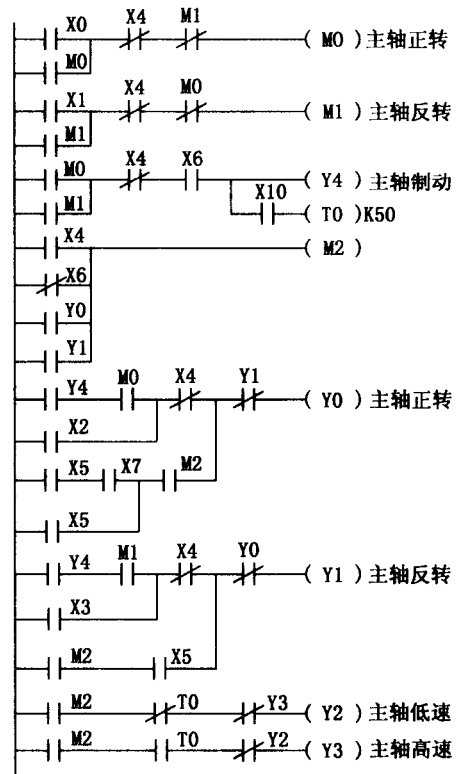 X0 X4 M1 ( M0 ) 主轴正转
M0
X1 X4 M0 ( M1 ) 主轴反转
M1
M0 X4 X6 ( Y4 ) 主轴制动
M1 X10 ( T0 )K50
X4 ( M2 )
X6
Y0
Y1
Y4 M0 X4 Y1 ( Y0 ) 主轴正转
X2
X5 X7 M2
X5
Y4 M1 X4 Y0 ( Y1 ) 主轴反转
X3
M2 X5
M2 T0 Y3 ( Y2 ) 主轴低速
M2 T0 Y2 ( Y3 ) 主轴高速